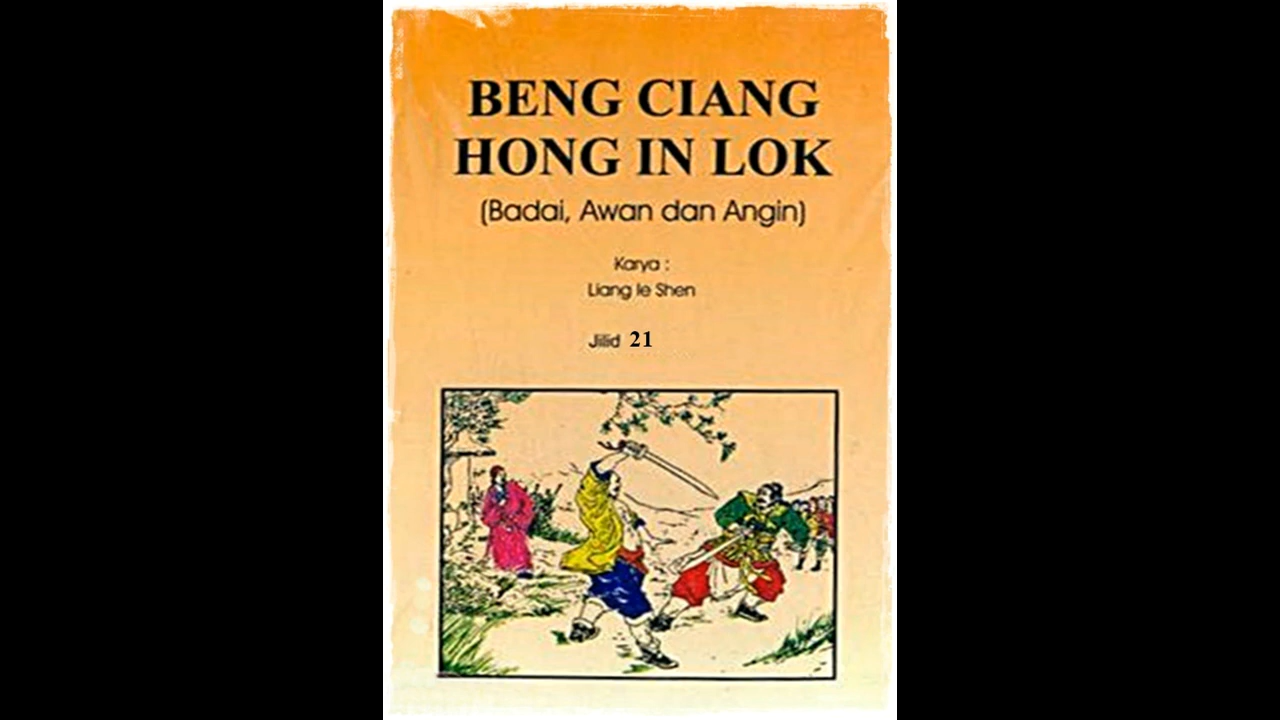 BENG CIANG
HONG IN LOK
(Badai, Awan dan Angin)
Karya :
Liang Ie Shen
Jilid 21